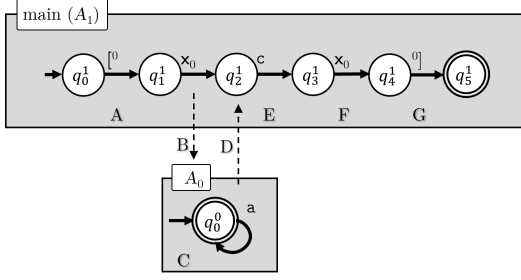 main (A₁)
[⁰ x₀ c x₀ ⁰]
q₀¹ q₁¹ q₂¹ q₃¹ q₄¹ q₅¹
A E F G
B D
A₀
a
q₀⁰
C